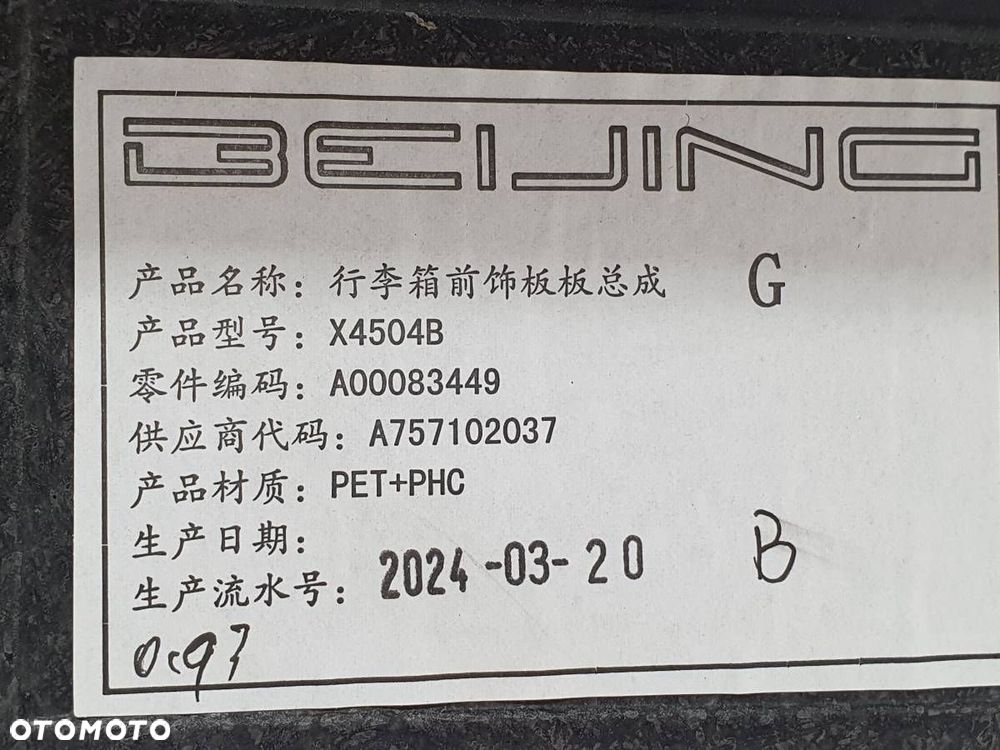 BEIJING
产品名称：行李箱前饰板板总成 G
产品型号：X4504B
零件编码：A00083449
供应商代码：A757102037
产品材质：PET+PHC
生产日期：
2024-03-20 B
生产流水号：
0.97
OTOMOTO